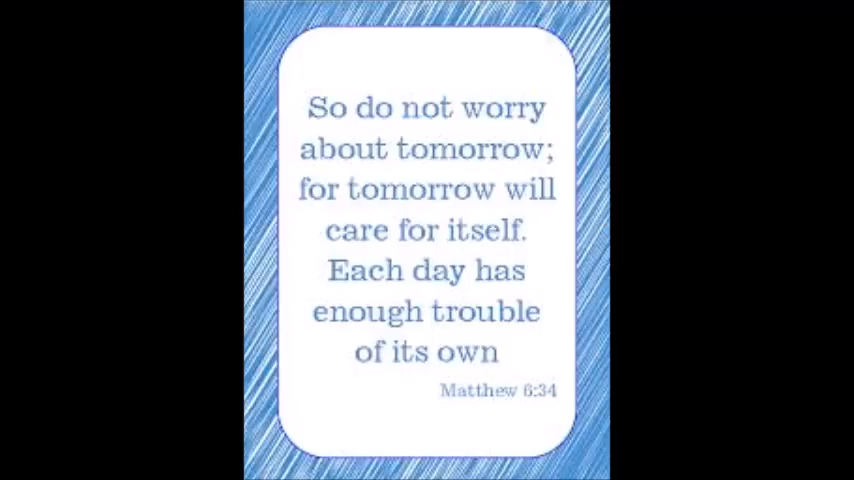 So do not worry
about tomorrow;
for tomorrow will
care for itself.
Each day has
enough trouble
of its own
Matthew 6:34